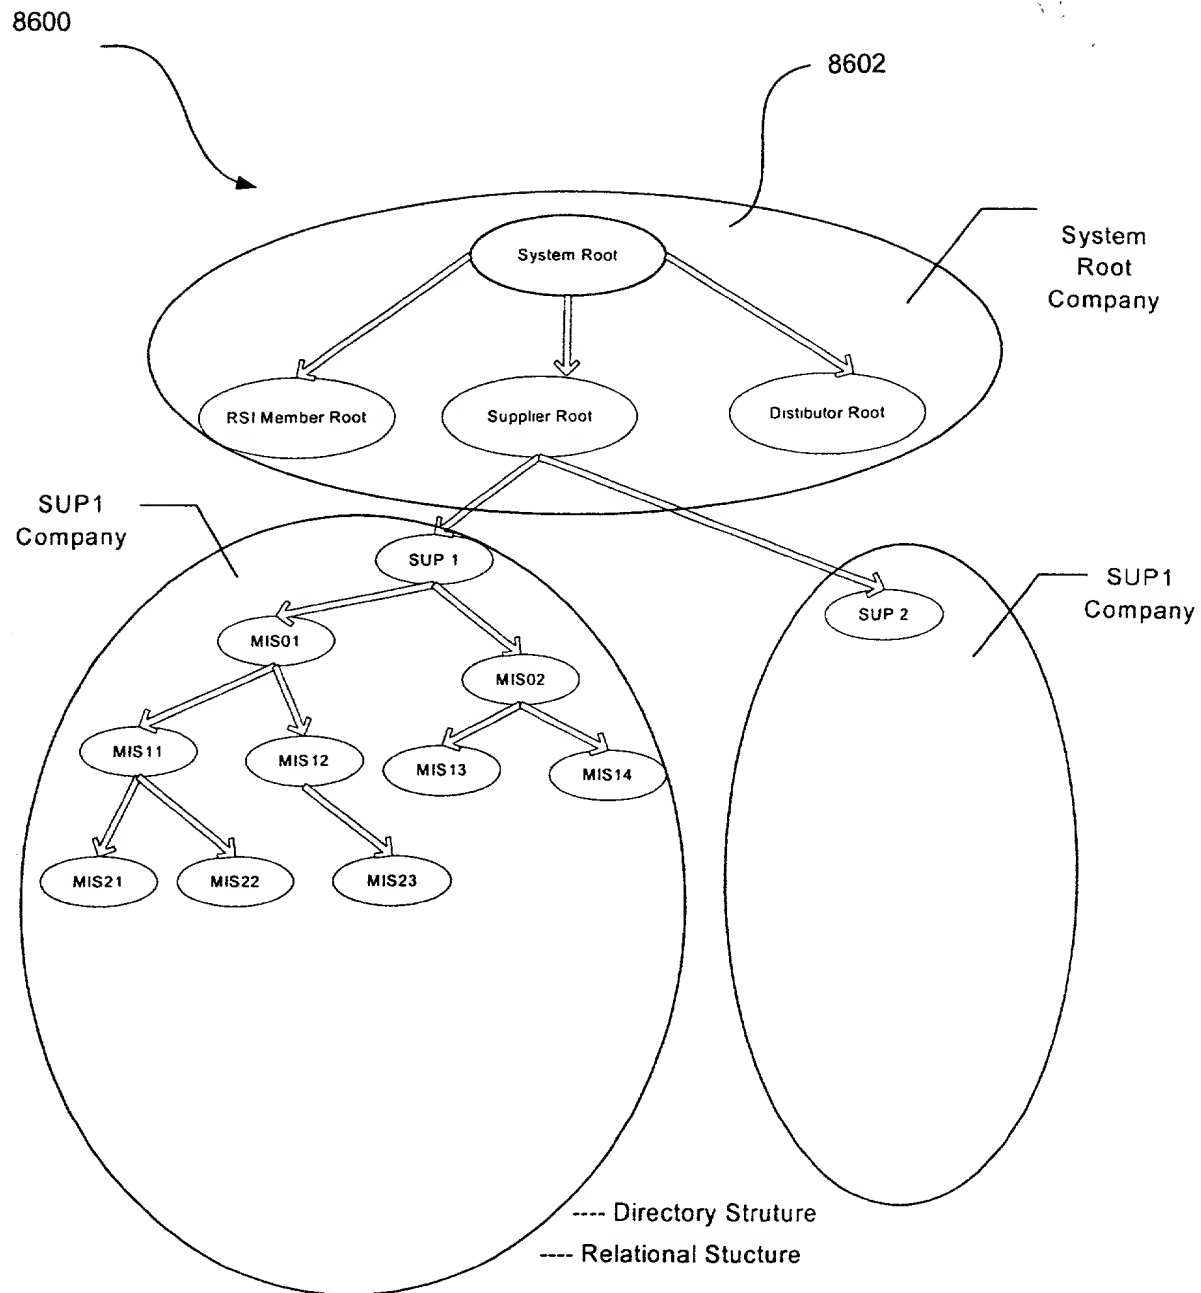 8600
8602
System Root
System
Root
Company
RSI Member Root
Supplier Root
Distibutor Root
SUP1
Company
SUP 1
SUP1
Company
SUP 2
MIS01
MIS02
MIS11
MIS12
MIS13
MIS14
MIS21
MIS22
MIS23
---- Directory Struture
---- Relational Stucture